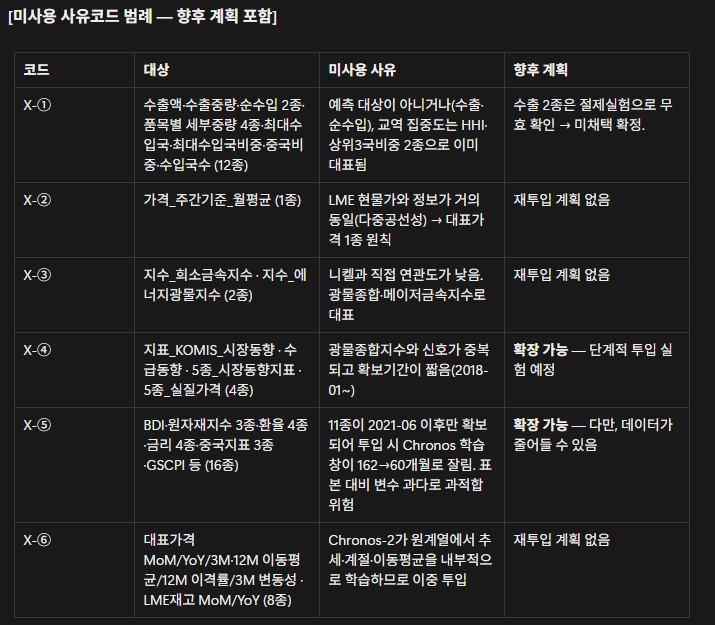 [미사용 사유코드 범례 — 향후 계획 포함]
코드
대상
미사용 사유
향후 계획
X-①
수출액·수출중량·순수입 2종·
품목별 세부중량 4종·최대수
입국·최대수입국비중·중국비
중·수입국수 (12종)
예측 대상이 아니거나(수출·
순수입), 교역 집중도는 HHI·
상위3국비중 2종으로 이미
대표됨
수출 2종은 절제실험으로 무
효 확인 → 미채택 확정.
X-②
가격_주간기준_월평균 (1종)
LME 현물가와 정보가 거의
동일(다중공선성) → 대표가
격 1종 원칙
재투입 계획 없음
X-③
지수_희소금속지수 · 지수_에
너지광물지수 (2종)
니켈과 직접 연관도가 낮음.
광물종합·메이저금속지수로
대표
재투입 계획 없음
X-④
지표_KOMIS_시장동향 · 수
급동향 · 5종_시장동향지표 ·
5종_실질가격 (4종)
광물종합지수와 신호가 중복
되고 확보기간이 짧음(2018-
01~)
확장 가능 — 단계적 투입 실
험 예정
X-⑤
BDI·원자재지수 3종·환율 4종
·금리 4종·중국지표 3종
·GSCPI 등 (16종)
11종이 2021-06 이후만 확보
되어 투입 시 Chronos 학습
창이 162→60개월로 잘림. 표
본 대비 변수 과다로 과적합
위험
확장 가능 — 다만, 데이터가
줄어들 수 있음
X-⑥
대표가격
MoM/YoY/3M·12M 이동평
균/12M 이격률/3M 변동성 ·
LME재고 MoM/YoY (8종)
Chronos-2가 원계열에서 추
세·계절·이동평균을 내부적으
로 학습하므로 이중 투입
재투입 계획 없음